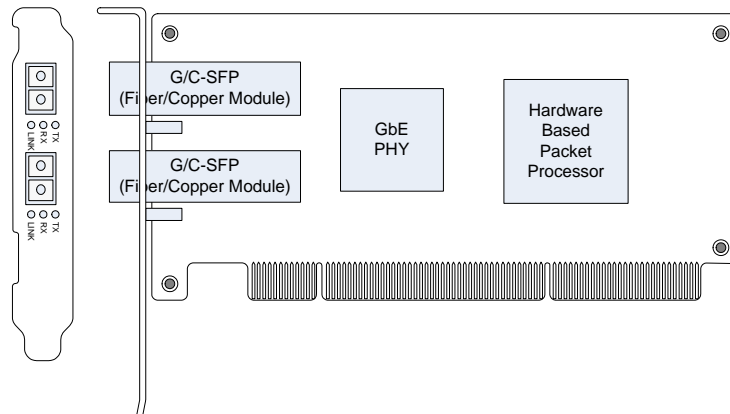 TX
RX
LINK
TX
RX
LINK
G/C-SFP
(Fiber/Copper Module)
G/C-SFP
(Fiber/Copper Module)
GbE
PHY
Hardware
Based
Packet
Processor